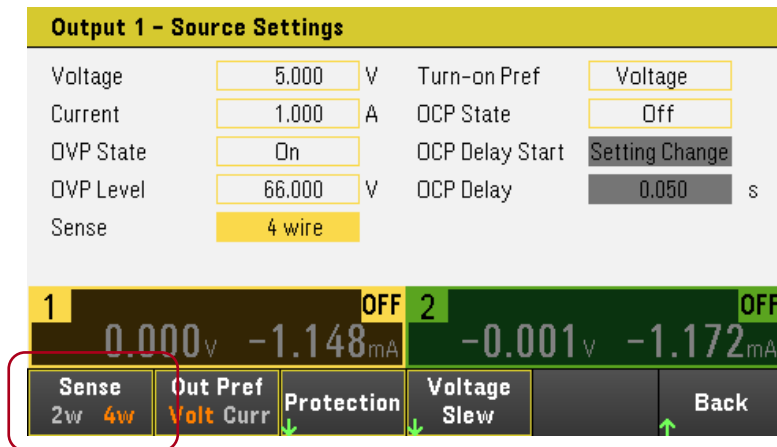 Output 1 – Source Settings
Voltage 5.000 V Turn-on Pref Voltage
Current 1.000 A OCP State Off
OVP State On OCP Delay Start Setting Change
OVP Level 66.000 V OCP Delay 0.050 s
Sense 4 wire
1 OFF 2 OFF
0.000V −1.148mA −0.001V −1.172mA
Sense Out Pref Protection Voltage Back
2w 4w Volt Curr Slew